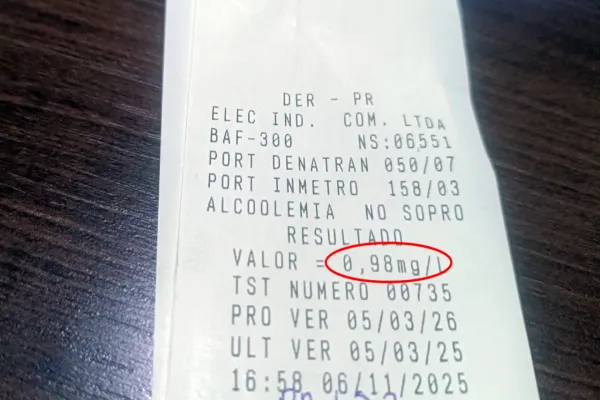 DER - PR
ELEC IND. COM. LTDA
BAF-300 NS:06551
PORT DENATRAN 050/07
PORT INMETRO 158/03
ALCOOLEMIA NO SOPRO
RESULTADO
VALOR = 0,98mg/l
TST NUMERO 00735
PRO VER 05/03/26
ULT VER 05/03/25
16:58 06/11/2025